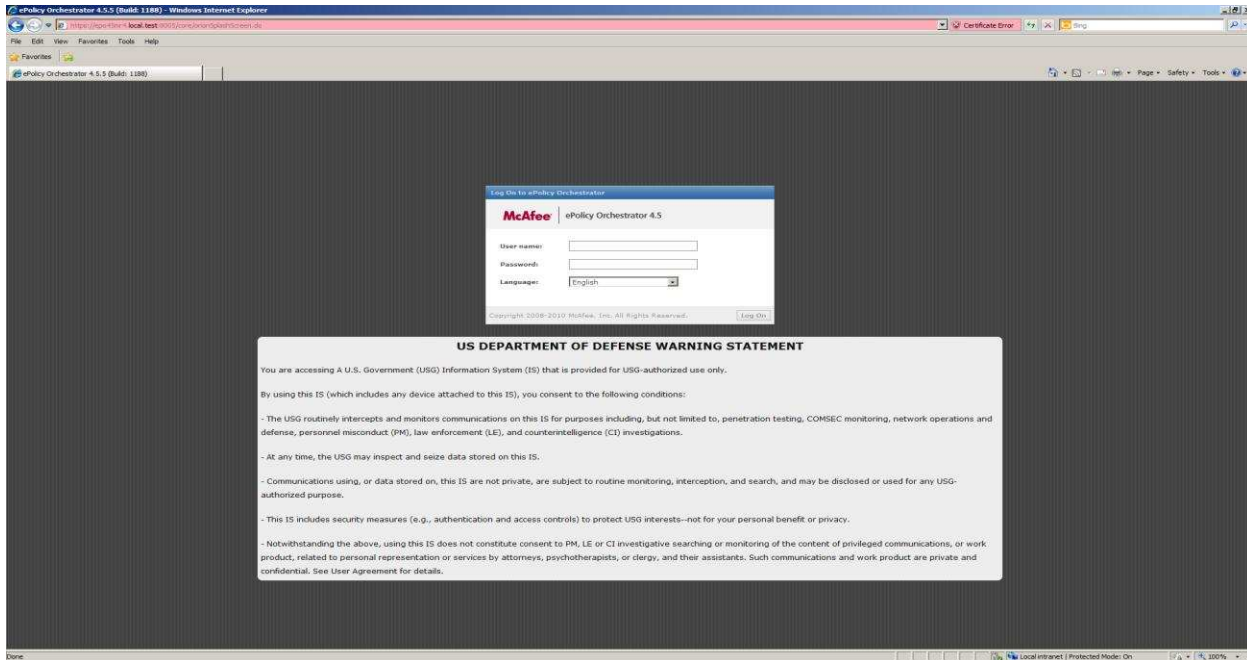 ePolicy Orchestrator 4.5.5 (Build: 1188) - Windows Internet Explorer
local.test
Certificate Error
Bing
File Edit View Favorites Tools Help
Favorites
ePolicy Orchestrator 4.5.5 (Build: 1188)
Page Safety Tools
Log On to ePolicy Orchestrator
McAfee ePolicy Orchestrator 4.5
User name:
Password:
Language: English
Copyright 2008-2010 McAfee, Inc. All Rights Reserved. Log On
US DEPARTMENT OF DEFENSE WARNING STATEMENT
You are accessing A U.S. Government (USG) Information System (IS) that is provided for USG-authorized use only.
By using this IS (which includes any device attached to this IS), you consent to the following conditions:
- The USG routinely intercepts and monitors communications on this IS for purposes including, but not limited to, penetration testing, COMSEC monitoring, network operations and
defense, personnel misconduct (PM), law enforcement (LE), and counterintelligence (CI) investigations.
- At any time, the USG may inspect and seize data stored on this IS.
- Communications using, or data stored on, this IS are not private, are subject to routine monitoring, interception, and search, and may be disclosed or used for any USG-
authorized purpose.
- This IS includes security measures (e.g., authentication and access controls) to protect USG interests--not for your personal benefit or privacy.
- Notwithstanding the above, using this IS does not constitute consent to PM, LE or CI investigative searching or monitoring of the content of privileged communications, or work
product, related to personal representation or services by attorneys, psychotherapists, or clergy, and their assistants. Such communications and work product are private and
confidential. See User Agreement for details.
Done
Local intranet | Protected Mode: On
100%